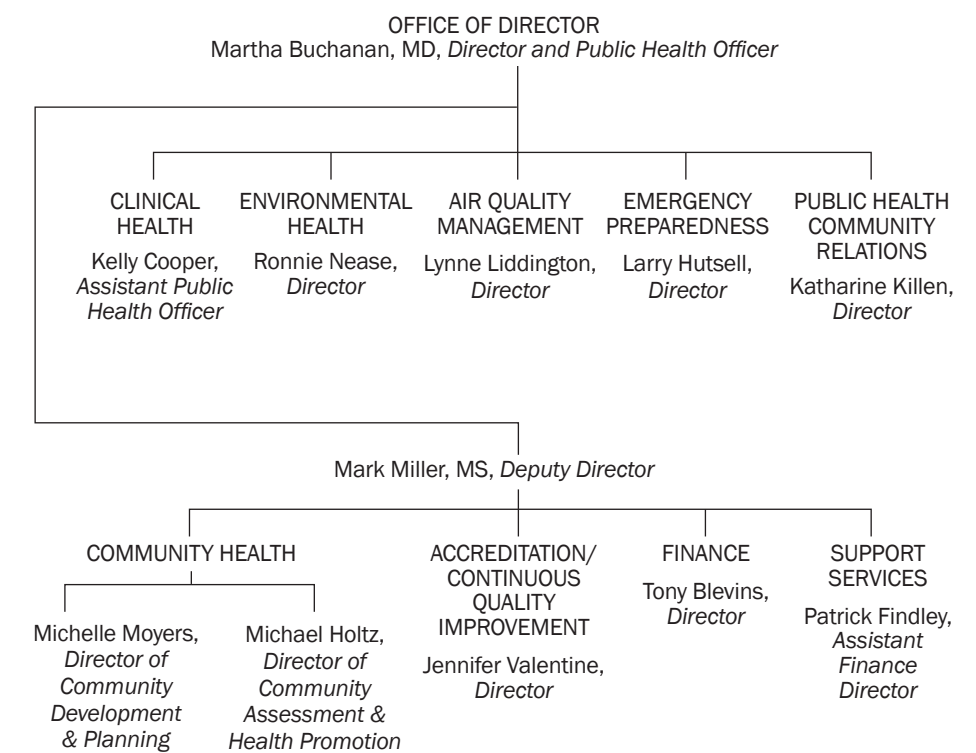 OFFICE OF DIRECTOR
Martha Buchanan, MD, Director and Public Health Officer
CLINICAL
HEALTH
Kelly Cooper,
Assistant Public
Health Officer
ENVIRONMENTAL
HEALTH
Ronnie Nease,
Director
AIR QUALITY
MANAGEMENT
Lynne Liddington,
Director
EMERGENCY
PREPAREDNESS
Larry Hutsell,
Director
PUBLIC HEALTH
COMMUNITY
RELATIONS
Katharine Killen,
Director
Mark Miller, MS, Deputy Director
COMMUNITY HEALTH
Michelle Moyers,
Director of
Community
Development
& Planning
Michael Holtz,
Director of
Community
Assessment &
Health Promotion
ACCREDITATION/
CONTINUOUS
QUALITY
IMPROVEMENT
Jennifer Valentine,
Director
FINANCE
Tony Blevins,
Director
SUPPORT
SERVICES
Patrick Findley,
Assistant
Finance
Director